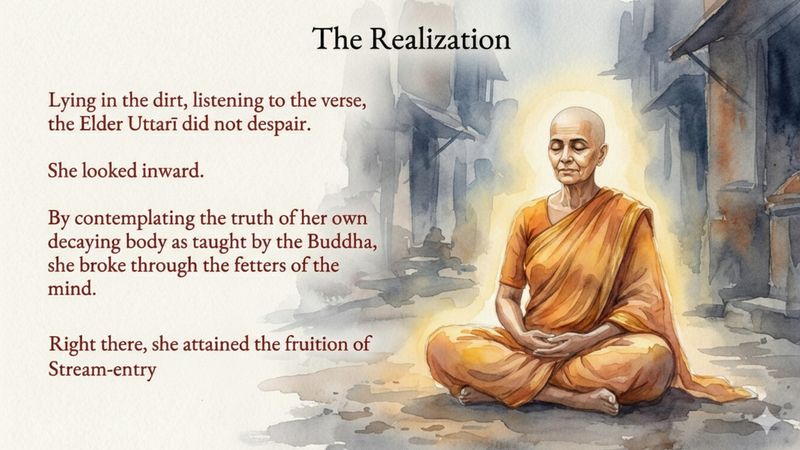 The Realization
Lying in the dirt, listening to the verse,
the Elder Uttarī did not despair.
She looked inward.
By contemplating the truth of her own
decaying body as taught by the Buddha,
she broke through the fetters of the
mind.
Right there, she attained the fruition of
Stream-entry